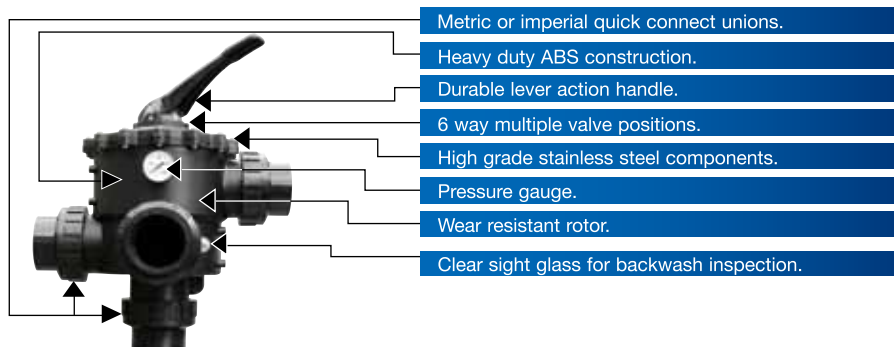 Metric or imperial quick connect unions.
Heavy duty ABS construction.
Durable lever action handle.
6 way multiple valve positions.
High grade stainless steel components.
Pressure gauge.
Wear resistant rotor.
Clear sight glass for backwash inspection.